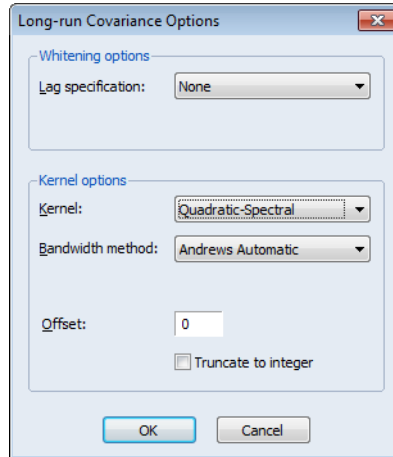 Long-run Covariance Options
Whitening options
Lag specification: None
Kernel options
Kernel: Quadratic-Spectral
Bandwidth method: Andrews Automatic
Offset: 0
Truncate to integer
OK Cancel